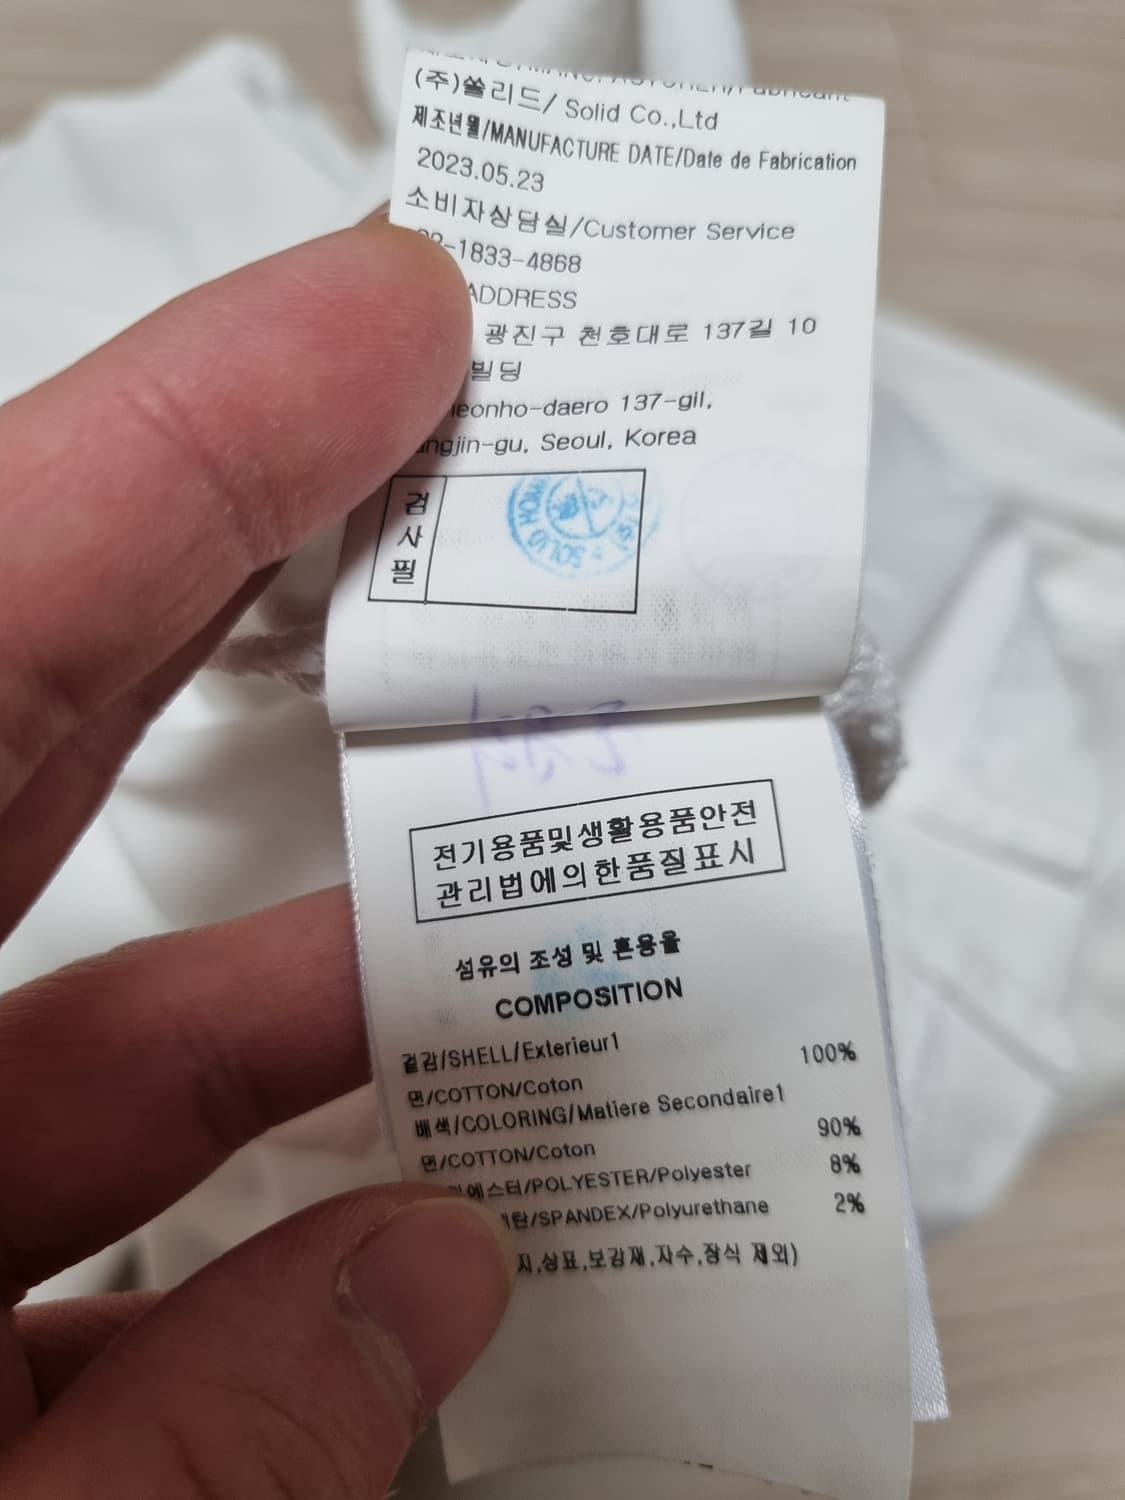 (주)쏠리드/ Solid Co.,Ltd
제조년월/MANUFACTURE DATE/Date de Fabrication
2023.05.23
소비자상담실/Customer Service
-1833-4868
ADDRESS
광진구 천호대로 137길 10
빌딩
137-gil,
Seoul, Korea
검
사
필
SOLID HOM
전기용품및생활용품안전
관리법에의한품질표시
섬유의 조성 및 혼용율
COMPOSITION
겉감/SHELL/Exterieur1
100%
면/COTTON/Coton
배색/COLORING/Matiere Secondaire1
90%
면/COTTON/Coton
8%
에스터/POLYESTER/Polyester
2%
탄/SPANDEX/Polyurethane
지,상표,보강재,자수,장식 제외)